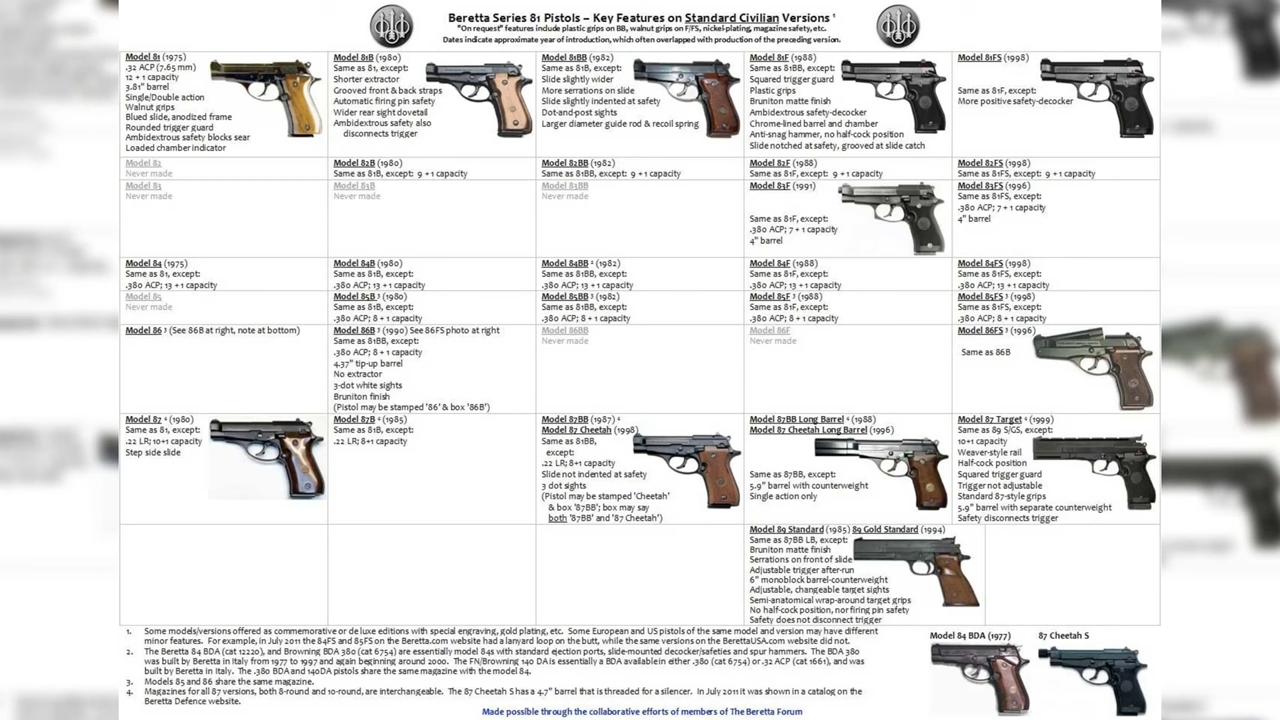 Beretta Series 81 Pistols – Key Features on Standard Civilian Versions ¹
"On request" features include plastic grips on BB, walnut grips on F/FS, nickel-plating, magazine safety, etc.
Dates indicate approximate year of introduction, which often overlapped with production of the preceding version.
Model 81 (1975)
.32 ACP (7.65 mm)
12 + 1 capacity
3.81" barrel
Single/Double action
Walnut grips
Blued slide, anodized frame
Rounded trigger guard
Ambidextrous safety blocks sear
Loaded chamber indicator
Model 81B (1980)
Same as 81, except:
Shorter extractor
Grooved front & back straps
Automatic firing pin safety
Wider rear sight dovetail
Ambidextrous safety also
disconnects trigger
Model 81BB (1982)
Same as 81B, except:
Slide slightly wider
More serrations on slide
Slide slightly indented at safety
Dot-and-post sights
Larger diameter guide rod & recoil spring
Model 81F (1988)
Same as 81BB, except:
Squared trigger guard
Plastic grips
Bruniton matte finish
Ambidextrous safety-decocker
Chrome-lined barrel and chamber
Anti-snag hammer, no half-cock position
Slide notched at safety, grooved at slide catch
Model 81FS (1998)
Same as 81F, except:
More positive safety-decocker
Model 82
Never made
Model 82B (1980)
Same as 81B, except: 9 + 1 capacity
Model 82BB (1982)
Same as 81BB, except: 9 + 1 capacity
Model 82F (1988)
Same as 81F, except: 9 + 1 capacity
Model 82FS (1998)
Same as 81FS, except: 9 + 1 capacity
Model 83
Never made
Model 83B
Never made
Model 83BB
Never made
Model 83F (1991)
Same as 81F, except:
.380 ACP; 7 + 1 capacity
4" barrel
Model 83FS (1996)
Same as 81FS, except:
.380 ACP; 7 + 1 capacity
4" barrel
Model 84 (1975)
Same as 81, except:
.380 ACP; 13 + 1 capacity
Model 84B (1980)
Same as 81B, except:
.380 ACP; 13 + 1 capacity
Model 84BB ² (1982)
Same as 81BB, except:
.380 ACP; 13 + 1 capacity
Model 84F (1988)
Same as 81F, except:
.380 ACP; 13 + 1 capacity
Model 84FS (1998)
Same as 81FS, except:
.380 ACP; 13 + 1 capacity
Model 85
Never made
Model 85B ³ (1980)
Same as 81B, except:
.380 ACP; 8 + 1 capacity
Model 85BB ³ (1982)
Same as 81BB, except:
.380 ACP; 8 + 1 capacity
Model 85F ³ (1988)
Same as 81F, except:
.380 ACP; 8 + 1 capacity
Model 85FS ³ (1998)
Same as 81FS, except:
.380 ACP; 8 + 1 capacity
Model 86 ³ (See 86B at right, note at bottom)
Model 86B ³ (1990) See 86FS photo at right
Same as 81BB, except:
.380 ACP; 8 + 1 capacity
4.37" tip-up barrel
No extractor
3-dot white sights
Bruniton finish
(Pistol may be stamped '86' & box '86B')
Model 86BB
Never made
Model 86F
Never made
Model 86FS ³ (1996)
Same as 86B
Model 87 ⁴ (1980)
Same as 81, except:
.22 LR; 10+1 capacity
Step side slide
Model 87B ⁴ (1985)
Same as 81B, except:
.22 LR; 8+1 capacity
Model 87BB (1987) ⁴
Model 87 Cheetah (1998)
Same as 81BB,
except:
.22 LR; 8+1 capacity
Slide not indented at safety
3 dot sights
(Pistol may be stamped 'Cheetah'
& box '87BB'; box may say
both '87BB' and '87 Cheetah')
Model 87BB Long Barrel ⁴ (1988)
Model 87 Cheetah Long Barrel (1996)
Same as 87BB, except:
5.9" barrel with counterweight
Single action only
Model 87 Target ⁴ (1999)
Same as 89 S/GS, except:
10+1 capacity
Weaver-style rail
Half-cock position
Squared trigger guard
Trigger not adjustable
Standard 87-style grips
5.9" barrel with separate counterweight
Safety disconnects trigger
Model 89 Standard (1985) 89 Gold Standard (1994)
Same as 87BB LB, except:
Bruniton matte finish
Serrations on front of slide
Adjustable trigger after-run
6" monoblock barrel-counterweight
Adjustable, changeable target sights
Semi-anatomical wrap-around target grips
No half-cock position, nor firing pin safety
Safety does not disconnect trigger
1. Some models/versions offered as commemorative or de luxe editions with special engraving, gold plating, etc. Some European and US pistols of the same model and version may have different
minor features. For example, in July 2011 the 84FS and 85FS on the Beretta.com website had a lanyard loop on the butt, while the same versions on the BerettaUSA.com website did not.
2. The Beretta 84 BDA (cat 12220), and Browning BDA 380 (cat 6754) are essentially model 84s with standard ejection ports, slide-mounted decocker/safeties and spur hammers. The BDA 380
was built by Beretta in Italy from 1977 to 1997 and again beginning around 2000. The FN/Browning 140 DA is essentially a BDA available in either .380 (cat 6754) or .32 ACP (cat 1661), and was
built by Beretta in Italy. The .380 BDA and 140DA pistols share the same magazine with the model 84.
3. Models 85 and 86 share the same magazine.
4. Magazines for all 87 versions, both 8-round and 10-round, are interchangeable. The 87 Cheetah S has a 4.7" barrel that is threaded for a silencer. In July 2011 it was shown in a catalog on the
Beretta Defence website.
Model 84 BDA (1977)
87 Cheetah S
Made possible through the collaborative efforts of members of The Beretta Forum